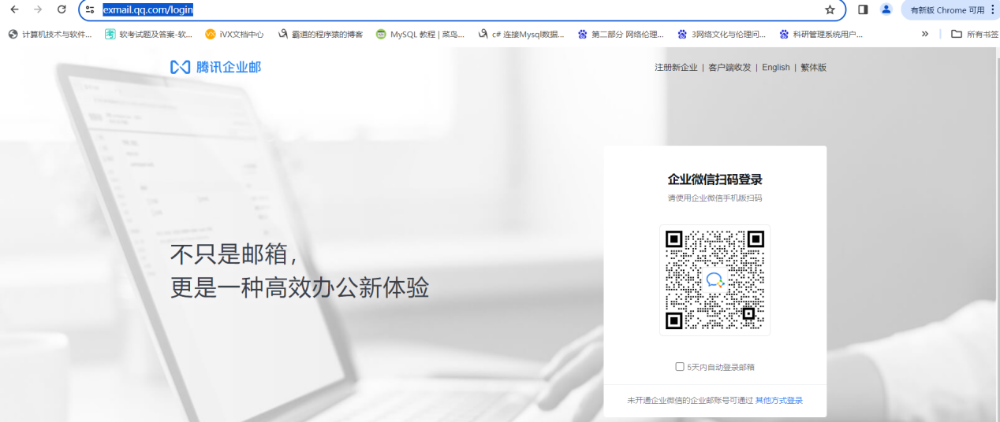 exmail.qq.com/login
有新版 Chrome 可用
计算机技术与软件...
软考试题及答案-软...
iVX文档中心
霸道的程序猿的博客
MySQL 教程 | 菜鸟...
c# 连接Mysql数据...
第二部分 网络伦理...
3网络文化与伦理问...
科研管理系统用户...
所有书签
腾讯企业邮
注册新企业 | 客户端收发 | English | 繁体版
企业微信扫码登录
请使用企业微信手机版扫码
不只是邮箱，
更是一种高效办公新体验
5天内自动登录邮箱
未开通企业微信的企业邮账号可通过 其他方式登录